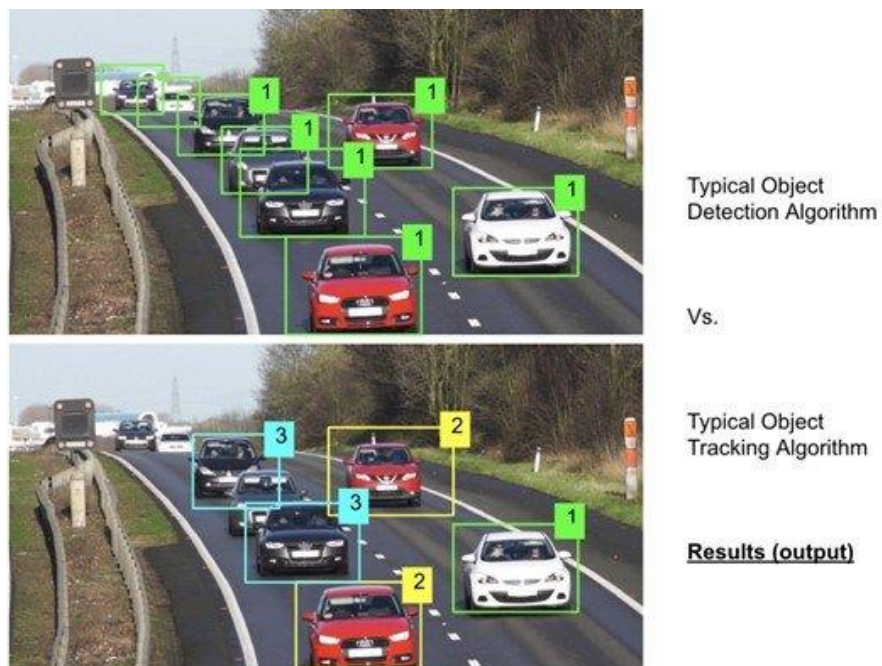 1
1
1
1
1
1
Typical Object
Detection Algorithm
Vs.
3
2
3
1
2
Typical Object
Tracking Algorithm
Results (output)